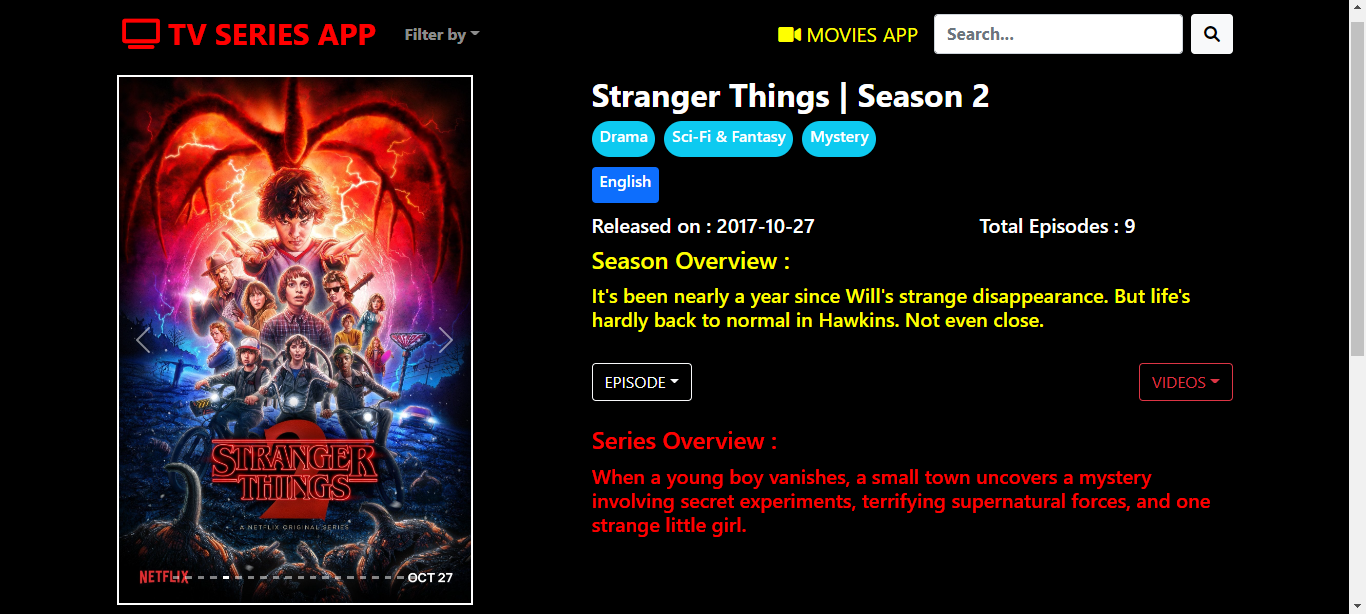 TV SERIES APP
Filter by
MOVIES APP
Search...
Stranger Things | Season 2
Drama
Sci-Fi & Fantasy
Mystery
English
Released on : 2017-10-27
Total Episodes : 9
Season Overview :
It's been nearly a year since Will's strange disappearance. But life's
hardly back to normal in Hawkins. Not even close.
EPISODE
VIDEOS
Series Overview :
When a young boy vanishes, a small town uncovers a mystery
involving secret experiments, terrifying supernatural forces, and one
strange little girl.
2
STRANGER
THINGS
A NETFLIX ORIGINAL SERIES
NETFLIX
OCT 27